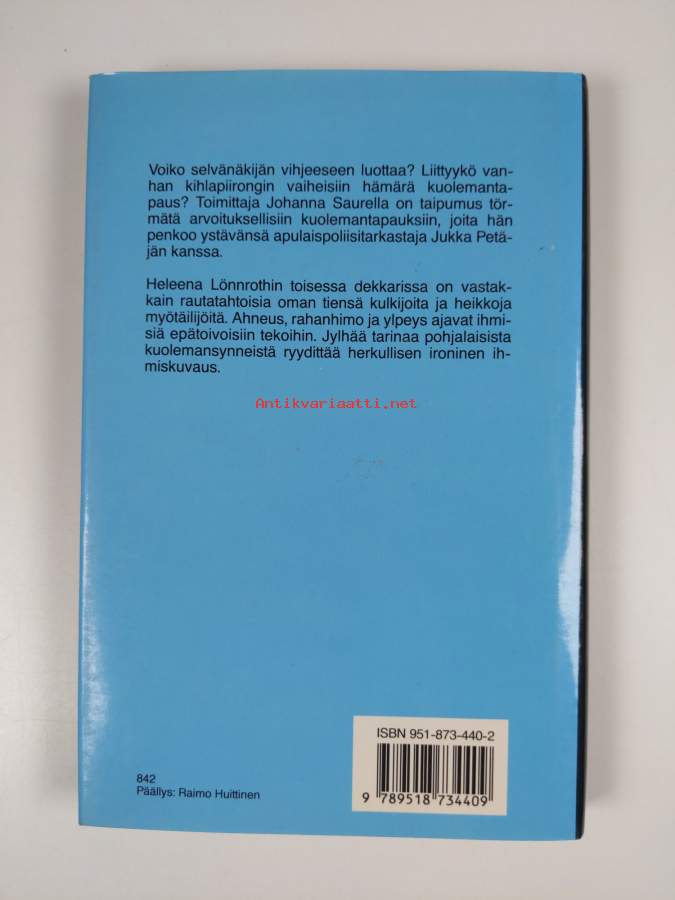 Voiko selvänäkijän vihjeeseen luottaa? Liittyykö van-
han kihlapiirongin vaiheisiin hämärä kuolemanta-
paus? Toimittaja Johanna Saurella on taipumus tör-
mätä arvoituksellisiin kuolemantapauksiin, joita hän
penkoo ystävänsä apulaispoliisitarkastaja Jukka Petä-
jän kanssa.
Heleena Lönnrothin toisessa dekkarissa on vastak-
kain rautatahtoisia oman tiensä kulkijoita ja heikkoja
myötäilijöitä. Ahneus, rahanhimo ja ylpeys ajavat ihmi-
siä epätoivoisiin tekoihin. Jylhää tarinaa pohjalaisista
kuolemansynneistä ryydittää herkullisen ironinen ih-
miskuvaus.
Antikvariaatti.net
ISBN 951-873-440-2
9 789518 734409
842
Päällys: Raimo Huittinen